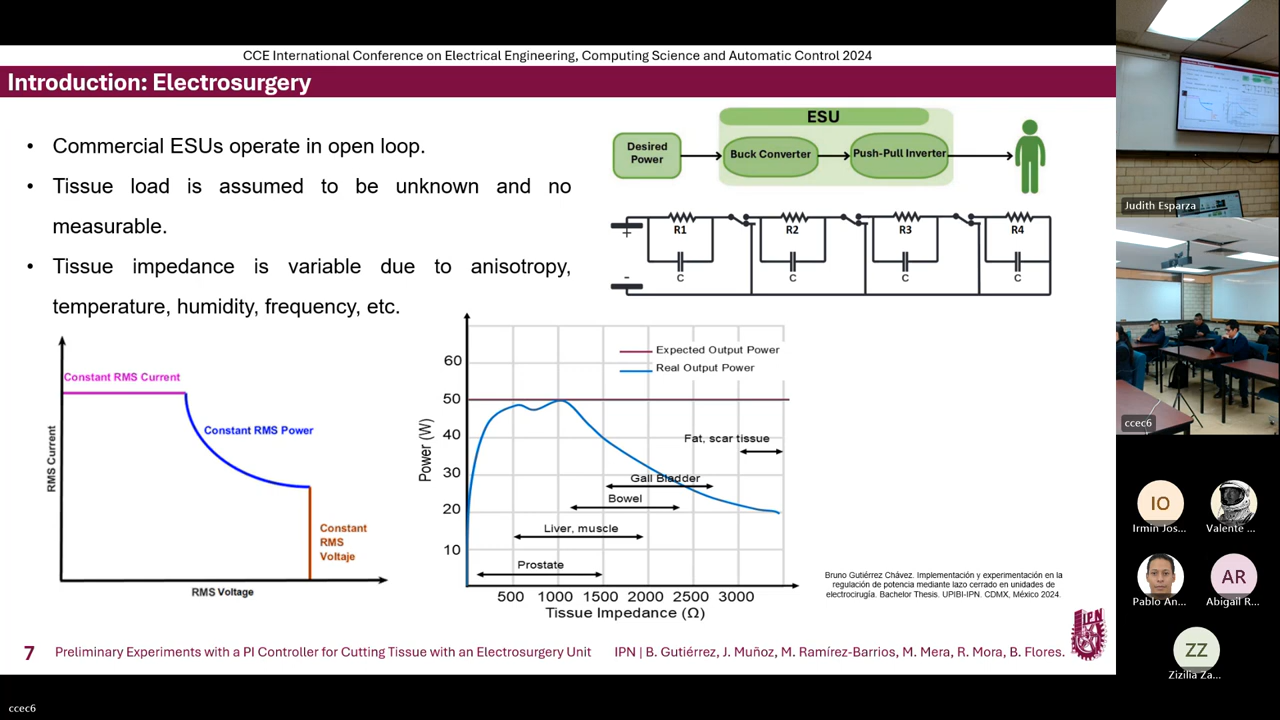 CCE International Conference on Electrical Engineering, Computing Science and Automatic Control 2024
Introduction: Electrosurgery
• Commercial ESUs operate in open loop.
• Tissue load is assumed to be unknown and no
measurable.
• Tissue impedance is variable due to anisotropy,
temperature, humidity, frequency, etc.
ESU
Desired
Power
Buck Converter
Push-Pull Inverter
+
-
R1
R2
R3
R4
C
C
C
C
Constant RMS Current
Constant RMS Power
Constant
RMS
Voltaje
RMS Current
RMS Voltage
Expected Output Power
Real Output Power
Power (W)
60
50
40
30
20
10
Fat, scar tissue
Gall Bladder
Bowel
Liver, muscle
Prostate
500 1000 1500 2000 2500 3000
Tissue Impedance (Ω)
Bruno Gutiérrez Chávez. Implementación y experimentación en la
regulación de potencia mediante lazo cerrado en unidades de
electrocirugía. Bachelor Thesis. UPIBI-IPN. CDMX, México 2024.
IPN
7 Preliminary Experiments with a PI Controller for Cutting Tissue with an Electrosurgery Unit IPN | B. Gutiérrez, J. Muñoz, M. Ramírez-Barrios, M. Mera, R. Mora, B. Flores.
Judith Esparza
ccec6
IO
Irmin Jos...
Valente ...
Pablo An...
AR
Abigail R...
ZZ
Zizilia Za...
ccec6